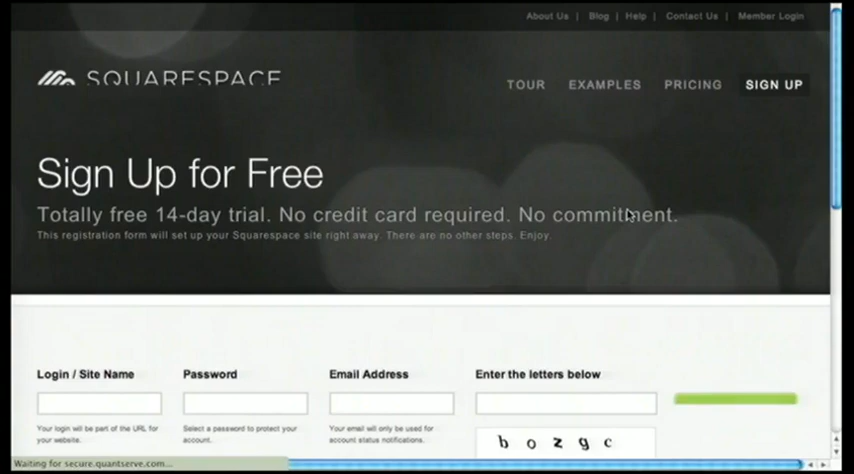 About Us | Blog | Help | Contact Us | Member Login
SQUARESPACE
TOUR EXAMPLES PRICING SIGN UP
Sign Up for Free
Totally free 14-day trial. No credit card required. No commitment.
This registration form will set up your Squarespace site right away. There are no other steps. Enjoy.
Login / Site Name Password Email Address Enter the letters below
Your login will be part of the URL for your website.
Select a password to protect your account.
Your email will only be used for account status notifications.
b o z g c
Waiting for secure.quantserve.com...